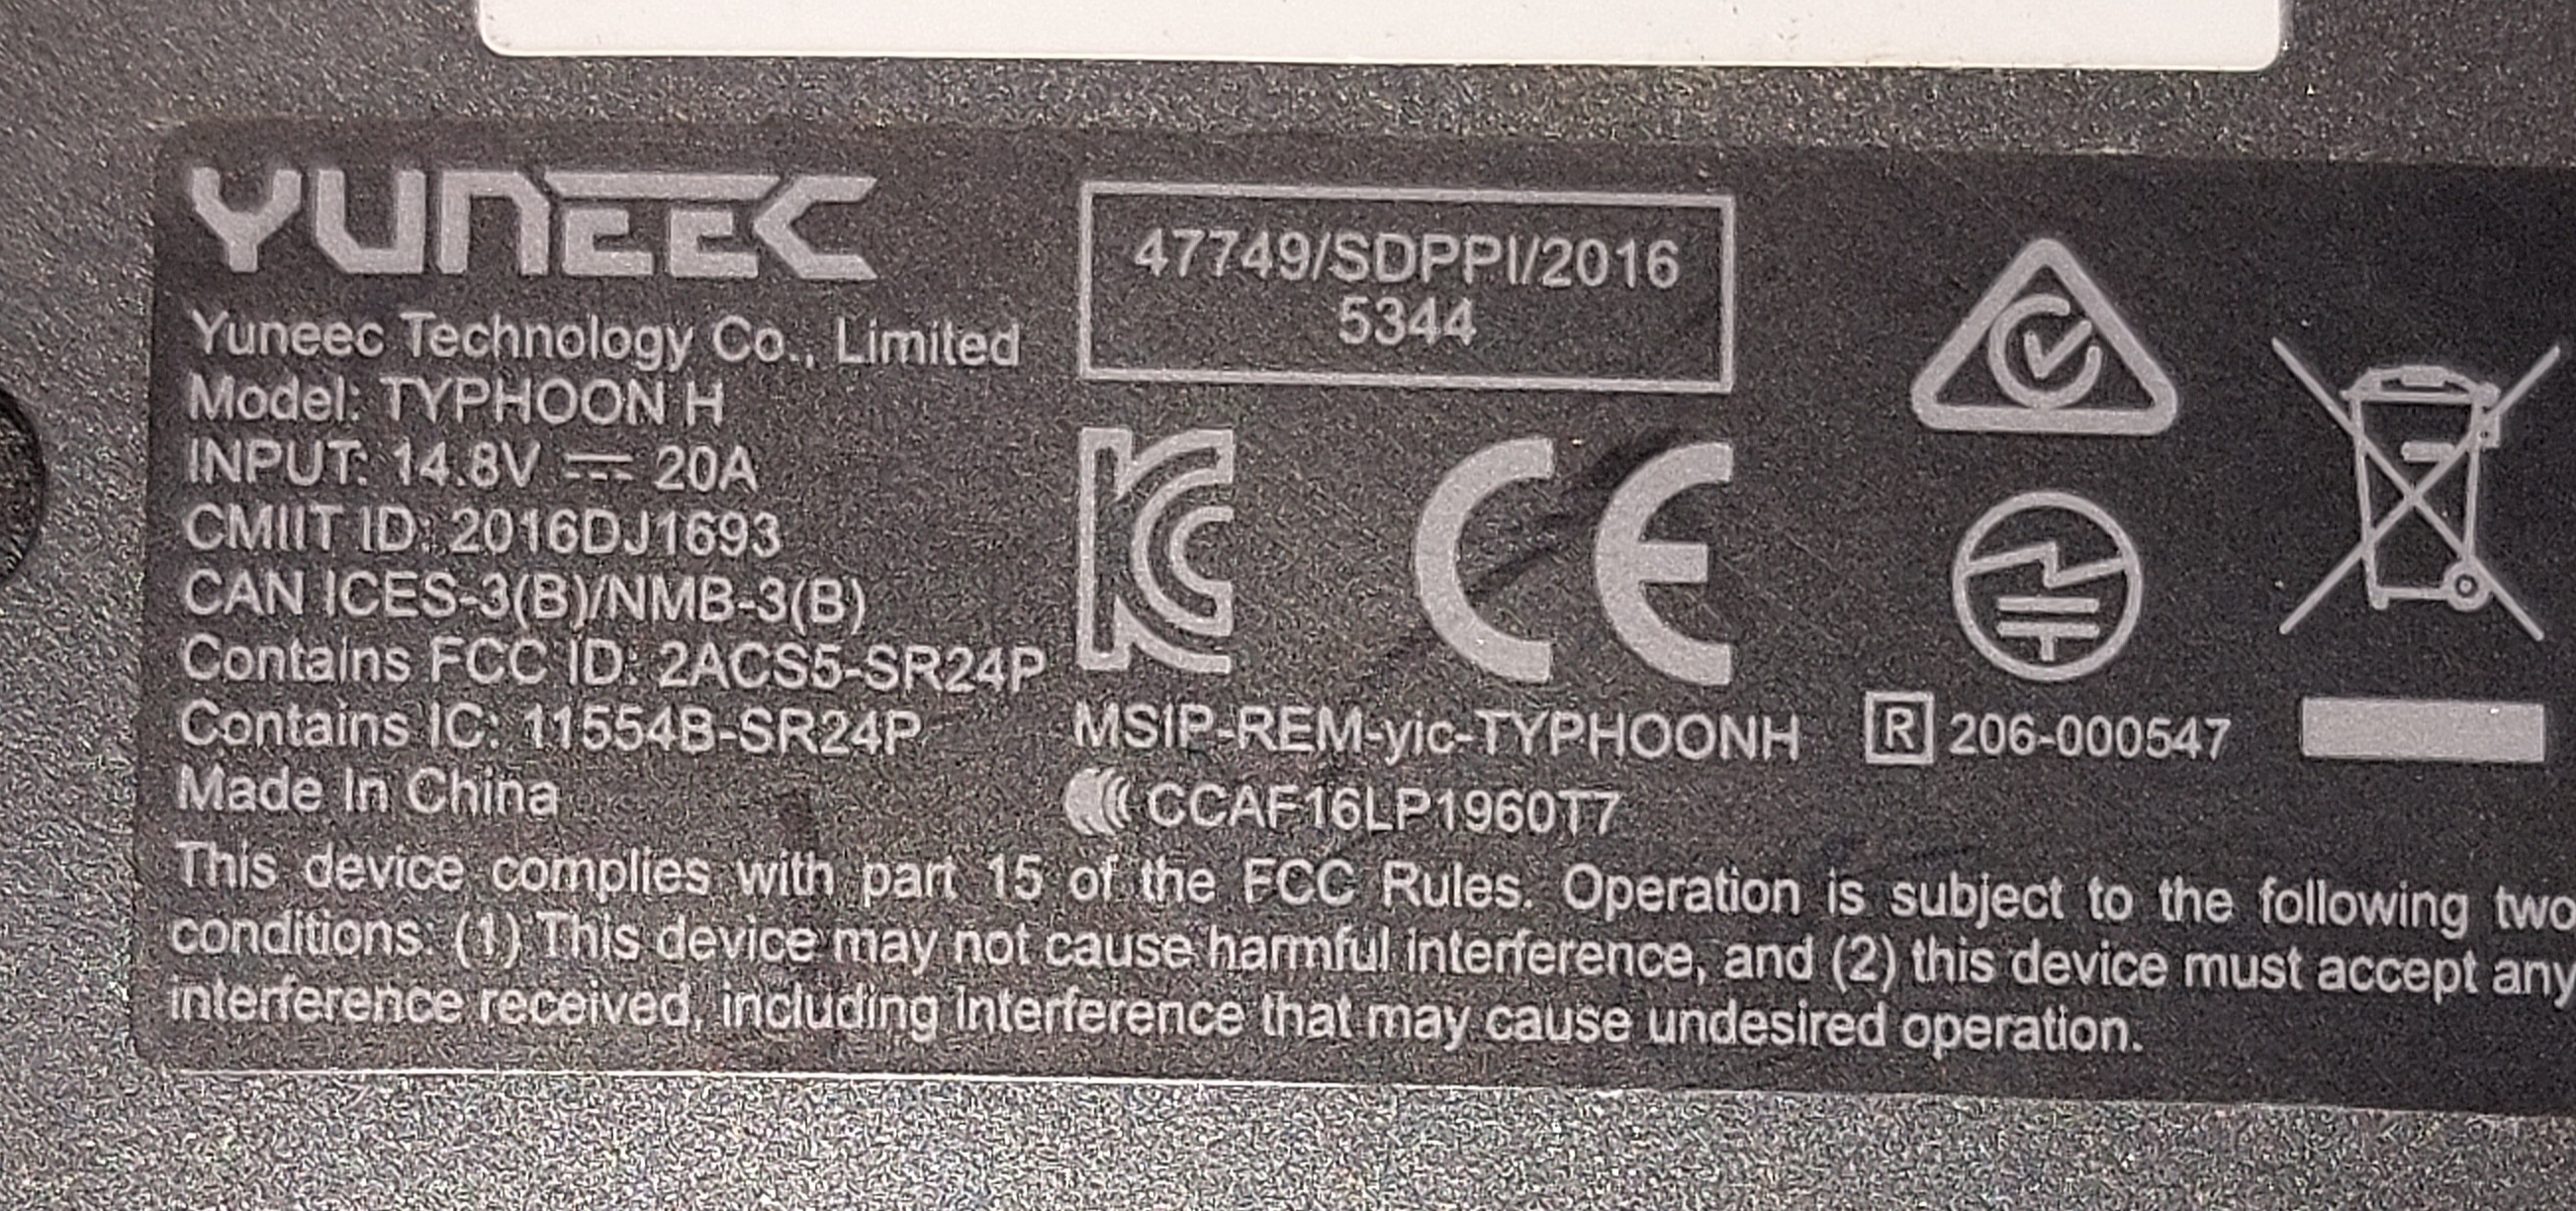 YUNEEC
Yuneec Technology Co., Limited
Model: TYPHOON H
INPUT: 14.8V ⎓ 20A
CMIIT ID: 2016DJ1693
CAN ICES-3(B)/NMB-3(B)
Contains FCC ID: 2ACS5-SR24P
Contains IC: 11554B-SR24P
Made In China
47749/SDPPI/2016
5344
KC CE
MSIP-REM-yic-TYPHOONH
R 206-000547
CCAF16LP1960T7
This device complies with part 15 of the FCC Rules. Operation is subject to the following two
conditions: (1) This device may not cause harmful interference, and (2) this device must accept any
interference received, including interference that may cause undesired operation.